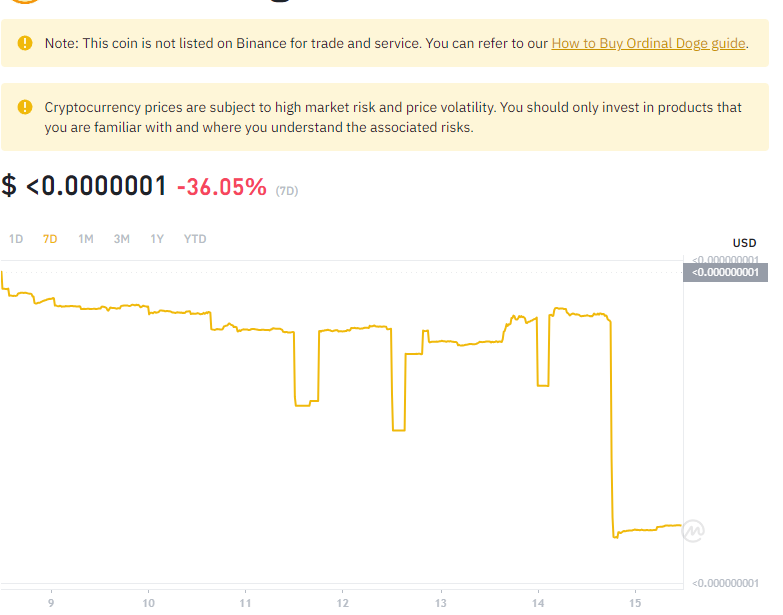 Note: This coin is not listed on Binance for trade and service. You can refer to our How to Buy Ordinal Doge guide.
Cryptocurrency prices are subject to high market risk and price volatility. You should only invest in products that
you are familiar with and where you understand the associated risks.
$ <0.0000001 -36.05% (7D)
1D 7D 1M 3M 1Y YTD
USD
<0.000000001
<0.000000001
<0.000000001
9 10 11 12 13 14 15